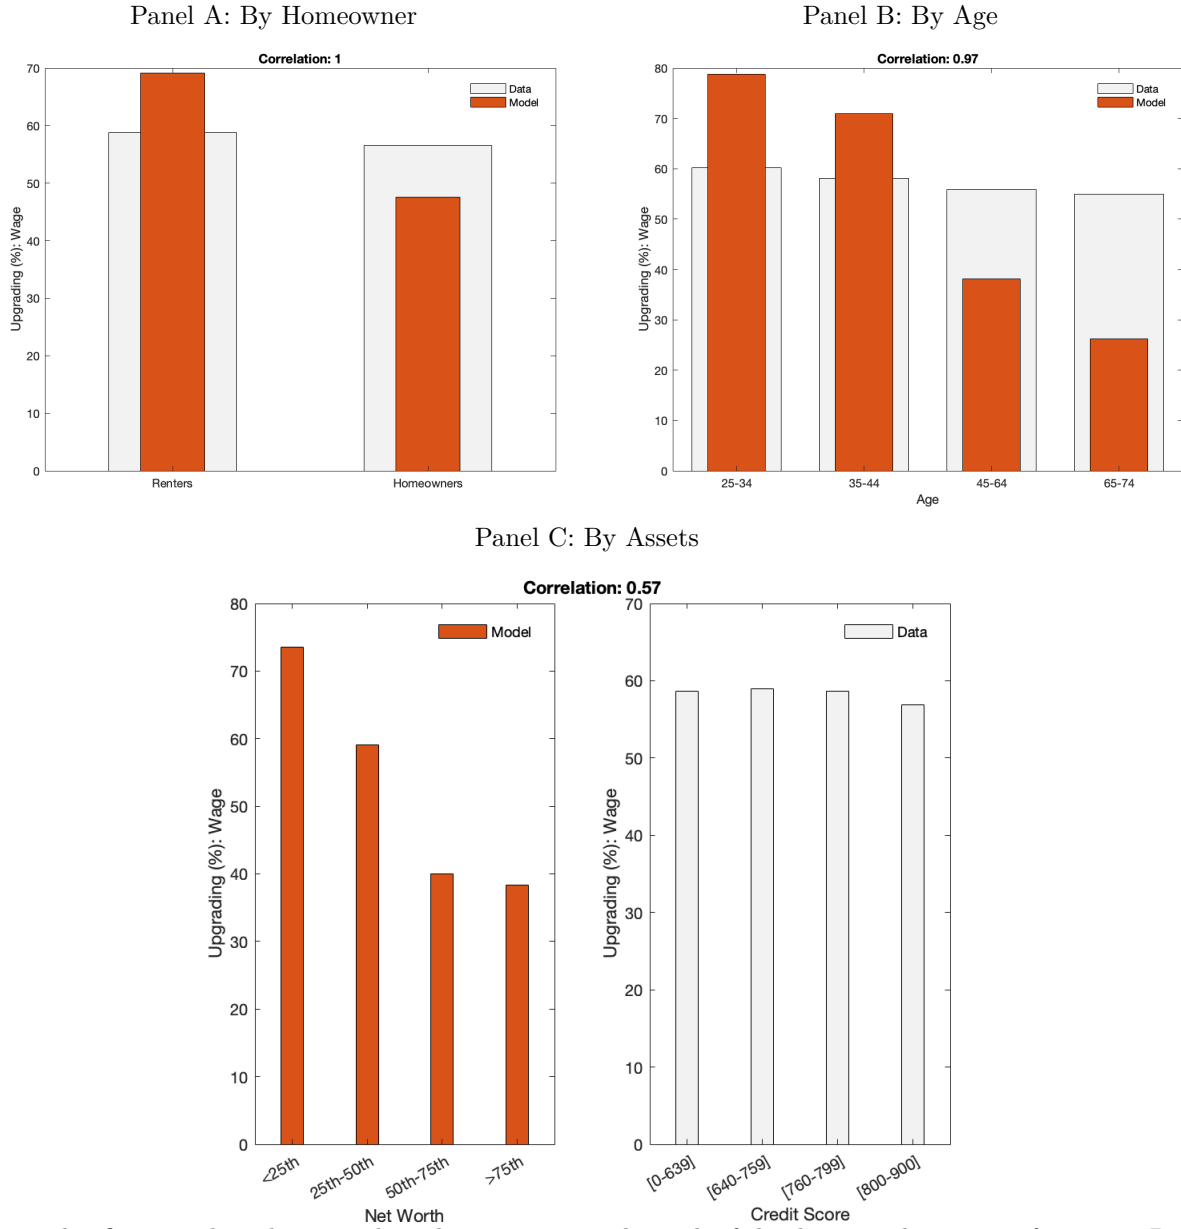 Panel A: By Homeowner
Correlation: 1
Upgrading (%): Wage
70
60
50
40
30
20
10
0
Data
Model
Renters
Homeowners
Panel B: By Age
Correlation: 0.97
Upgrading (%): Wage
80
70
60
50
40
30
20
10
0
Data
Model
25-34
35-44
45-64
65-74
Age
Panel C: By Assets
Correlation: 0.57
Upgrading (%): Wage
80
70
60
50
40
30
20
10
0
Model
<25th
25th-50th
50th-75th
>75th
Net Worth
Upgrading (%): Wage
70
60
50
40
30
20
10
0
Data
[0-639]
[640-759]
[760-799]
[800-900]
Credit Score